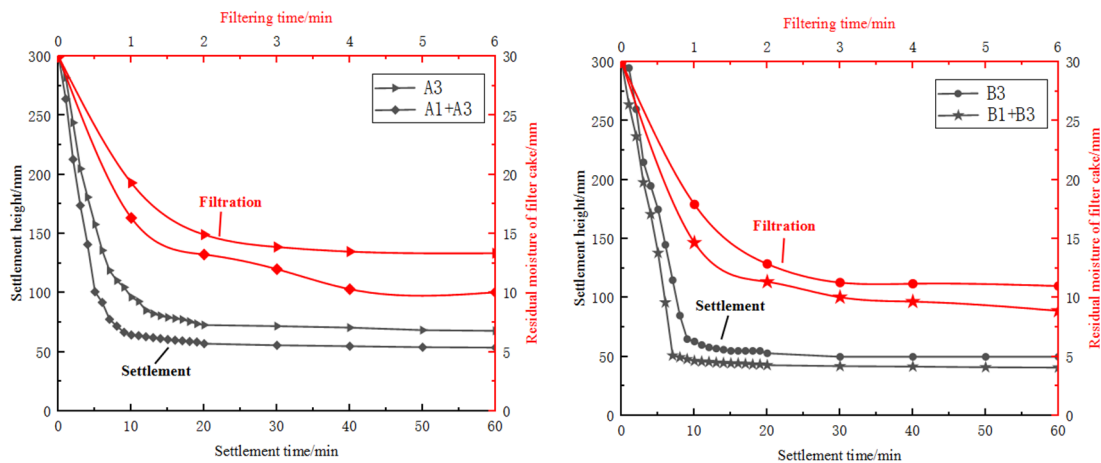 Filtering time/min
0 1 2 3 4 5 6
300
250
200
150
100
50
0
Settlement height/mm
A3
A1+A3
Filtration
Settlement
30
25
20
15
10
5
0
Residual moisture of filter cake/mm
0 10 20 30 40 50 60
Settlement time/min
Filtering time/min
0 1 2 3 4 5 6
300
250
200
150
100
50
0
Settlement height/mm
B3
B1+B3
Filtration
Settlement
30
25
20
15
10
5
0
Residual moisture of filter cake/mm
0 10 20 30 40 50 60
Settlement time/min